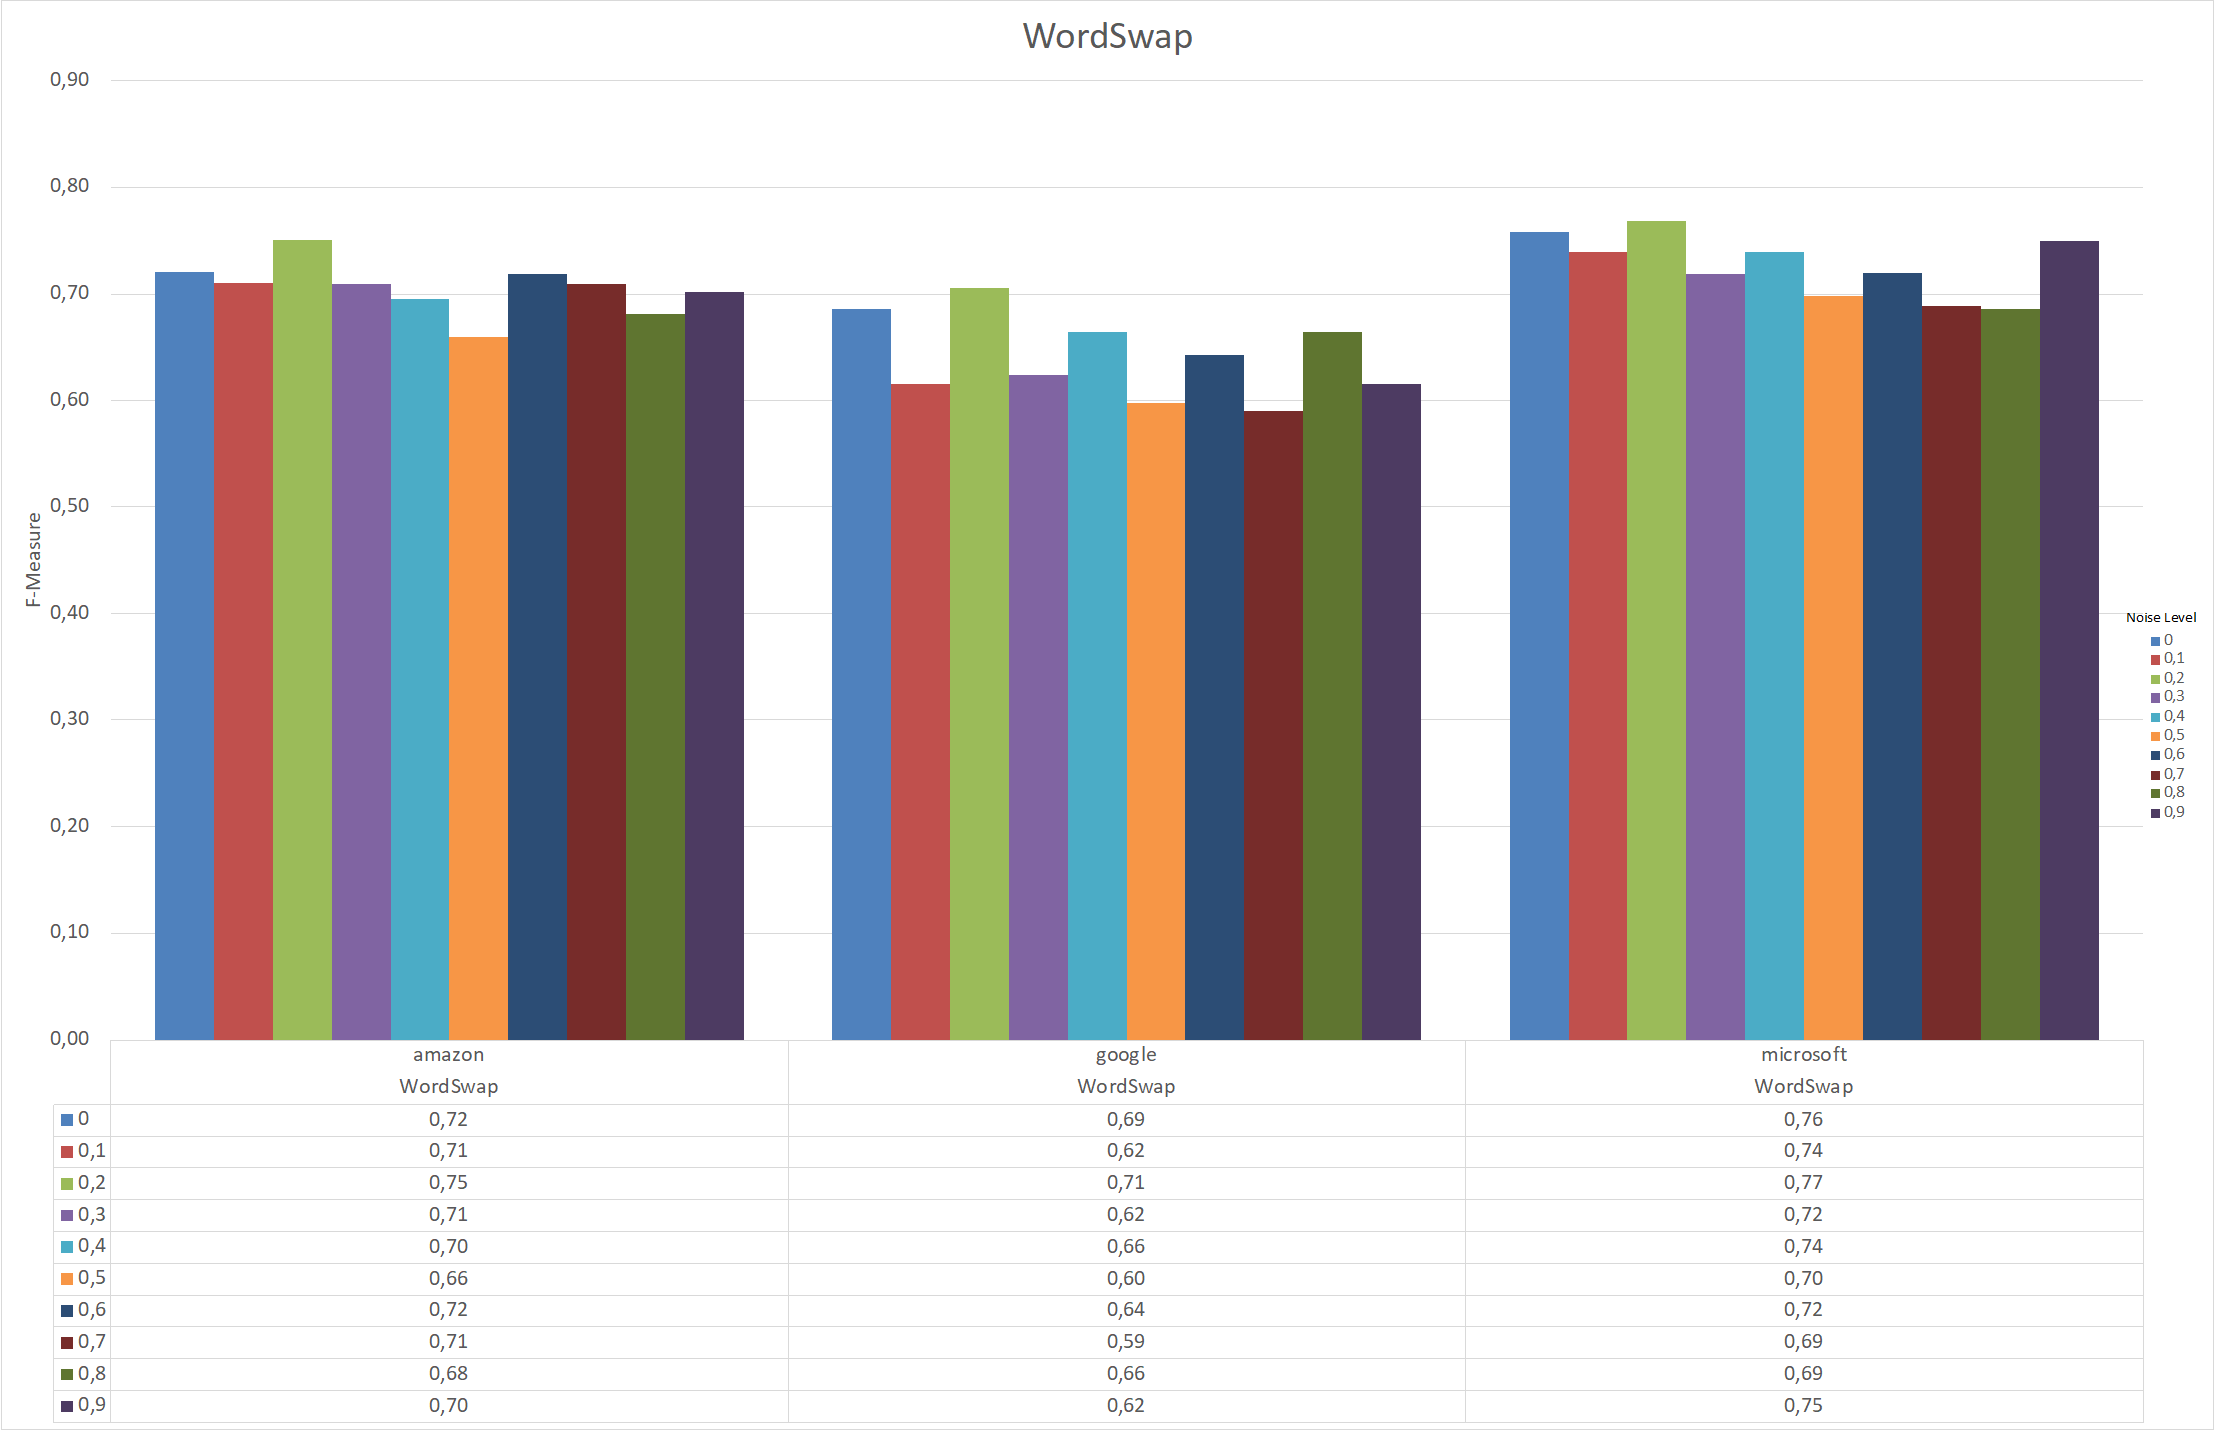 WordSwap
0,90
0,80
0,70
0,60
0,50
0,40
0,30
0,20
0,10
0,00
F-Measure
Noise Level
0
0,1
0,2
0,3
0,4
0,5
0,6
0,7
0,8
0,9
amazon google microsoft
WordSwap WordSwap WordSwap
0 0,72 0,69 0,76
0,1 0,71 0,62 0,74
0,2 0,75 0,71 0,77
0,3 0,71 0,62 0,72
0,4 0,70 0,66 0,74
0,5 0,66 0,60 0,70
0,6 0,72 0,64 0,72
0,7 0,71 0,59 0,69
0,8 0,68 0,66 0,69
0,9 0,70 0,62 0,75